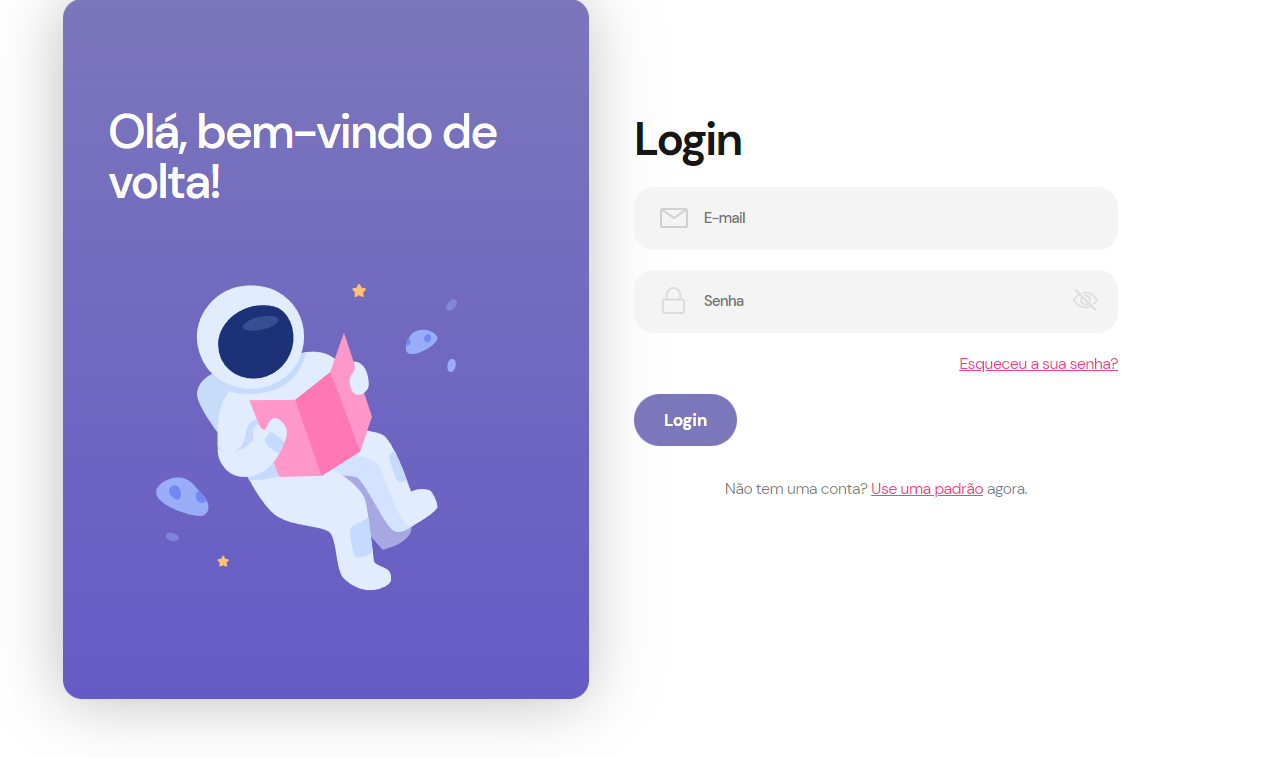 Olá, bem-vindo de
volta!
Login
E-mail
Senha
Esqueceu a sua senha?
Login
Não tem uma conta? Use uma padrão agora.